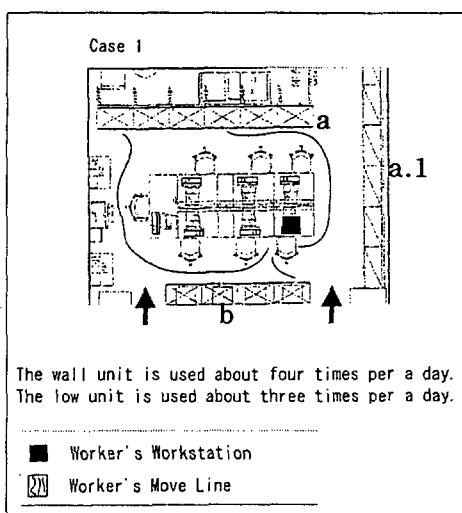 Case 1
a
a.1
b
The wall unit is used about four times per a day.
The low unit is used about three times per a day.
Worker's Workstation
Worker's Move Line